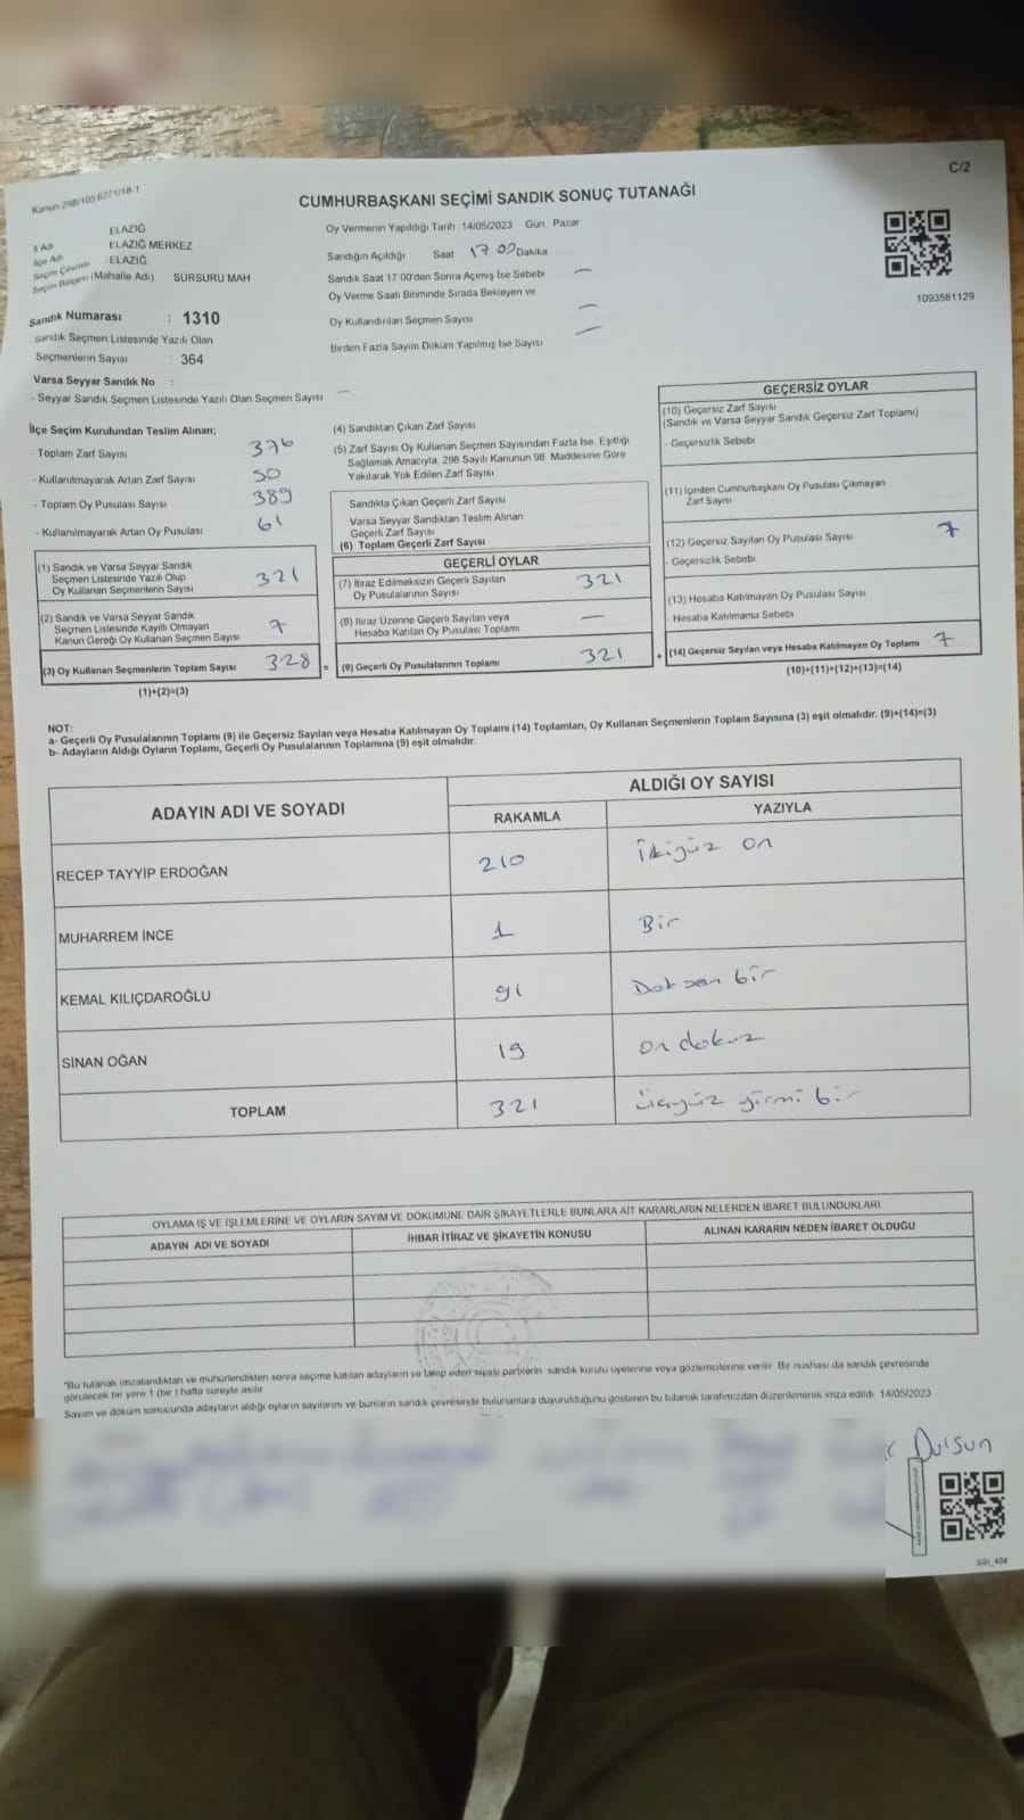 C/2
Kanun 298/105 6271/18-1
CUMHURBAŞKANI SEÇİMİ SANDIK SONUÇ TUTANAĞI
İl Adı ELAZIĞ
İlçe Adı ELAZIĞ MERKEZ
Seçim Çevresi ELAZIĞ
Seçim Bölgesi (Mahalle Adı) SÜRSÜRÜ MAH
Sandık Numarası : 1310
Sandık Seçmen Listesinde Yazılı Olan
Seçmenlerin Sayısı : 364
Varsa Seyyar Sandık No :
- Seyyar Sandık Seçmen Listesinde Yazılı Olan Seçmen Sayısı —
Oy Vermenin Yapıldığı Tarih 14/05/2023 Gün Pazar
Sandığın Açıldığı Saat 17 00 Dakika
Sandık Saat 17 00'den Sonra Açılmış İse Sebebi —
Oy Verme Saati Bitiminde Sırada Bekleyen ve
Oy Kullandırılan Seçmen Sayısı —
Birden Fazla Sayım Döküm Yapılmış İse Sayısı —
1093581129
İlçe Seçim Kurulundan Teslim Alınan;
- Toplam Zarf Sayısı 376
- Kullanılmayarak Artan Zarf Sayısı 50
- Toplam Oy Pusulası Sayısı 389
- Kullanılmayarak Artan Oy Pusulası 61
(1) Sandık ve Varsa Seyyar Sandık
Seçmen Listesinde Yazılı Olup
Oy Kullanan Seçmenlerin Sayısı 321
(2) Sandık ve Varsa Seyyar Sandık
Seçmen Listesinde Kayıtlı Olmayan
Kanun Gereği Oy Kullanan Seçmen Sayısı 7
(3) Oy Kullanan Seçmenlerin Toplam Sayısı 328 =
(1)+(2)=(3)
(4) Sandıktan Çıkan Zarf Sayısı
(5) Zarf Sayısı Oy Kullanan Seçmen Sayısından Fazla İse, Eşitliği
Sağlamak Amacıyla, 298 Sayılı Kanunun 98. Maddesine Göre
Yakılarak Yok Edilen Zarf Sayısı
Sandıkta Çıkan Geçerli Zarf Sayısı
Varsa Seyyar Sandıktan Teslim Alınan
Geçerli Zarf Sayısı
(6) Toplam Geçerli Zarf Sayısı
GEÇERLİ OYLAR
(7) İtiraz Edilmeksizin Geçerli Sayılan
Oy Pusulalarının Sayısı 321
(8) İtiraz Üzerine Geçerli Sayılan veya
Hesaba Katılan Oy Pusulası Toplamı —
(9) Geçerli Oy Pusulalarının Toplamı 321 +
GEÇERSİZ OYLAR
(10) Geçersiz Zarf Sayısı
(Sandık ve Varsa Seyyar Sandık Geçersiz Zarf Toplamı)
- Geçersizlik Sebebi
(11) İçinden Cumhurbaşkanı Oy Pusulası Çıkmayan
Zarf Sayısı
(12) Geçersiz Sayılan Oy Pusulası Sayısı 7
- Geçersizlik Sebebi
(13) Hesaba Katılmayan Oy Pusulası Sayısı
Hesaba Katılmama Sebebi
(14) Geçersiz Sayılan veya Hesaba Katılmayan Oy Toplamı 7
(10)+(11)+(12)+(13)=(14)
NOT:
a- Geçerli Oy Pusulalarının Toplamı (9) ile Geçersiz Sayılan veya Hesaba Katılmayan Oy Toplamı (14) Toplamları, Oy Kullanan Seçmenlerin Toplam Sayısına (3) eşit olmalıdır. (9)+(14)=(3)
b- Adayların Aldığı Oyların Toplamı, Geçerli Oy Pusulalarının Toplamına (9) eşit olmalıdır.
ADAYIN ADI VE SOYADI ALDIĞI OY SAYISI
RAKAMLA YAZIYLA
RECEP TAYYİP ERDOĞAN 210 İkiyüz on
MUHARREM İNCE 1 Bir
KEMAL KILIÇDAROĞLU 91 Doksan bir
SİNAN OĞAN 19 on dokuz
TOPLAM 321 üçyüz yirmi bir
OYLAMA İŞ VE İŞLEMLERİNE VE OYLARIN SAYIM VE DÖKÜMÜNE DAİR ŞİKAYETLERLE BUNLARA AİT KARARLARIN NELERDEN İBARET BULUNDUKLARI
ADAYIN ADI VE SOYADI İHBAR İTİRAZ VE ŞİKAYETİN KONUSU ALINAN KARARIN NEDEN İBARET OLDUĞU
"Bu tutanak imzalandıktan ve mühürlendikten sonra seçime katılan adayların ve talep eden siyasi partilerin sandık kurulu üyelerine veya gözlemcilerine verilir. Bir nüshası da sandık çevresinde
görülecek bir yere 1 (bir) hafta süreyle asılır
Sayım ve döküm sonucunda adayların aldığı oyların sayılarını ve bunların sandık çevresinde bulunanlara duyurulduğunu gösteren bu tutanak tarafımızdan düzenlenerek imza edildi. 14/05/2023
Dursun